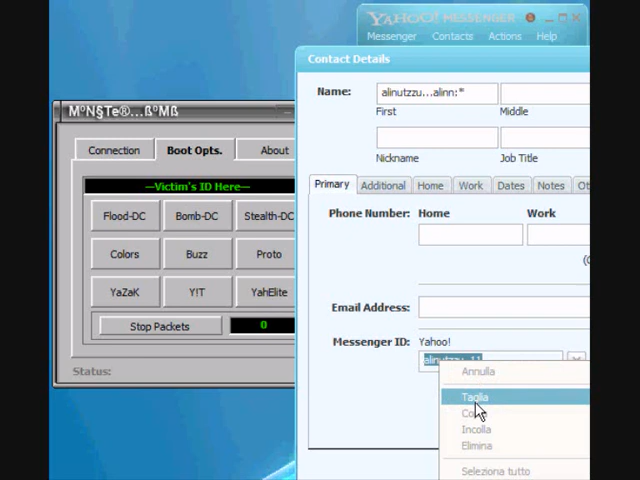 YAHOO! MESSENGER
Messenger Contacts Actions Help
Contact Details
Name: alinutzzu...alinn:*
First Middle
Nickname Job Title
Primary Additional Home Work Dates Notes
Phone Number: Home Work
Email Address:
Messenger ID: Yahoo!
Annulla
Taglia
Incolla
Elimina
Seleziona tutto
MºN§Te®...ßºMß
Connection Boot Opts. About
---Victim's ID Here---
Flood-DC Bomb-DC Stealth-DC
Colors Buzz Proto
YaZaK Y!T YahElite
Stop Packets 0
Status: